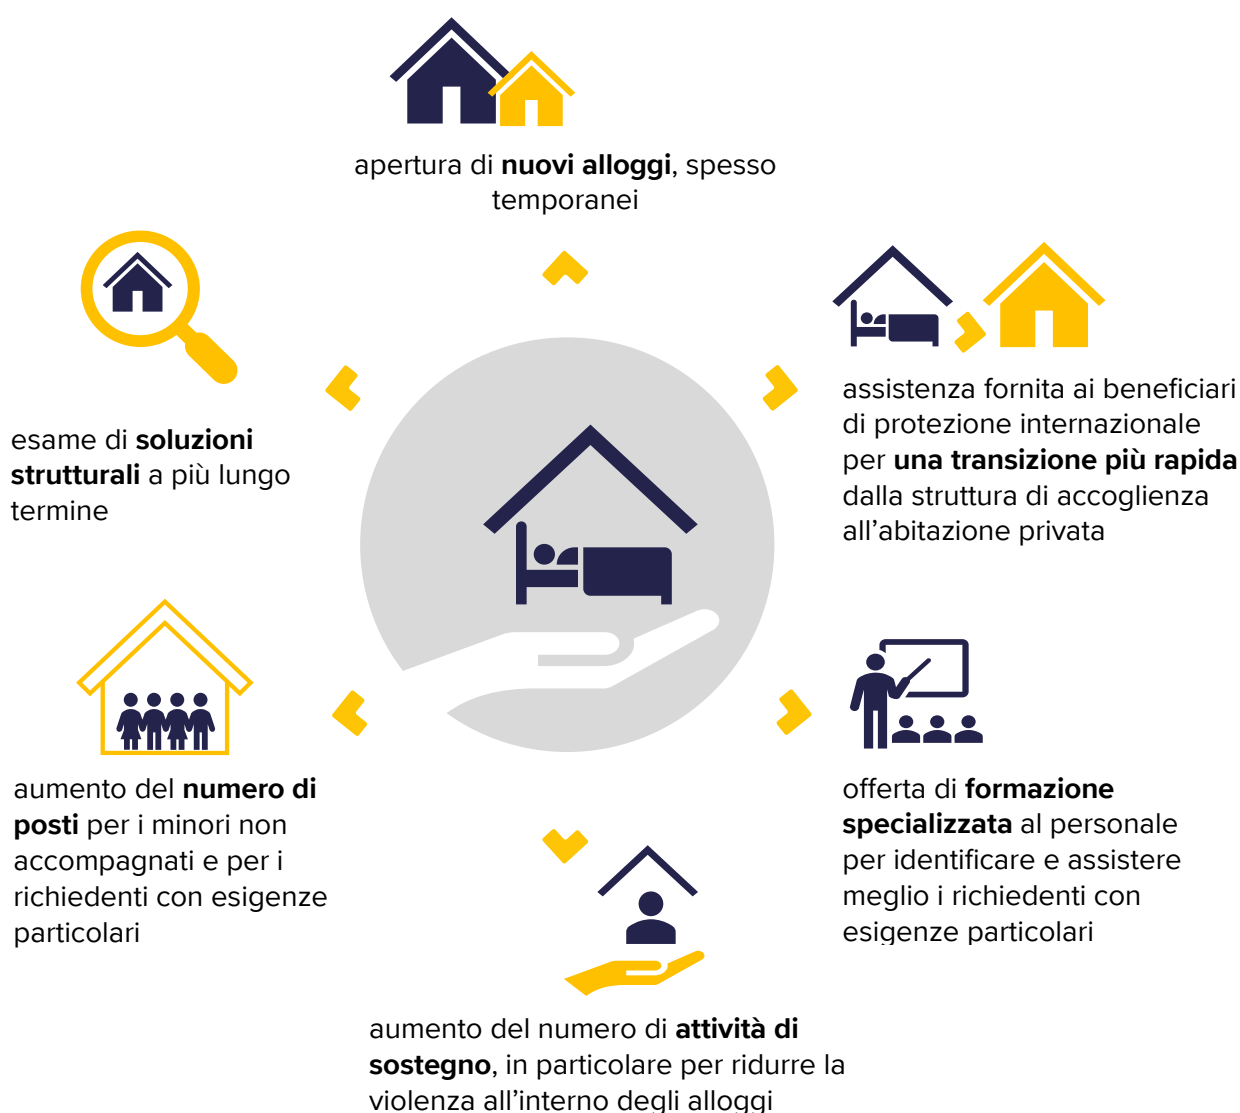 apertura di nuovi alloggi, spesso
temporanei
assistenza fornita ai beneficiari
di protezione internazionale
per una transizione più rapida
dalla struttura di accoglienza
all'abitazione privata
esame di soluzioni
strutturali a più lungo
termine
aumento del numero di
posti per i minori non
accompagnati e per i
richiedenti con esigenze
particolari
offerta di formazione
specializzata al personale
per identificare e assistere
meglio i richiedenti con
esigenze particolari
aumento del numero di attività di
sostegno, in particolare per ridurre la
violenza all'interno degli alloggi